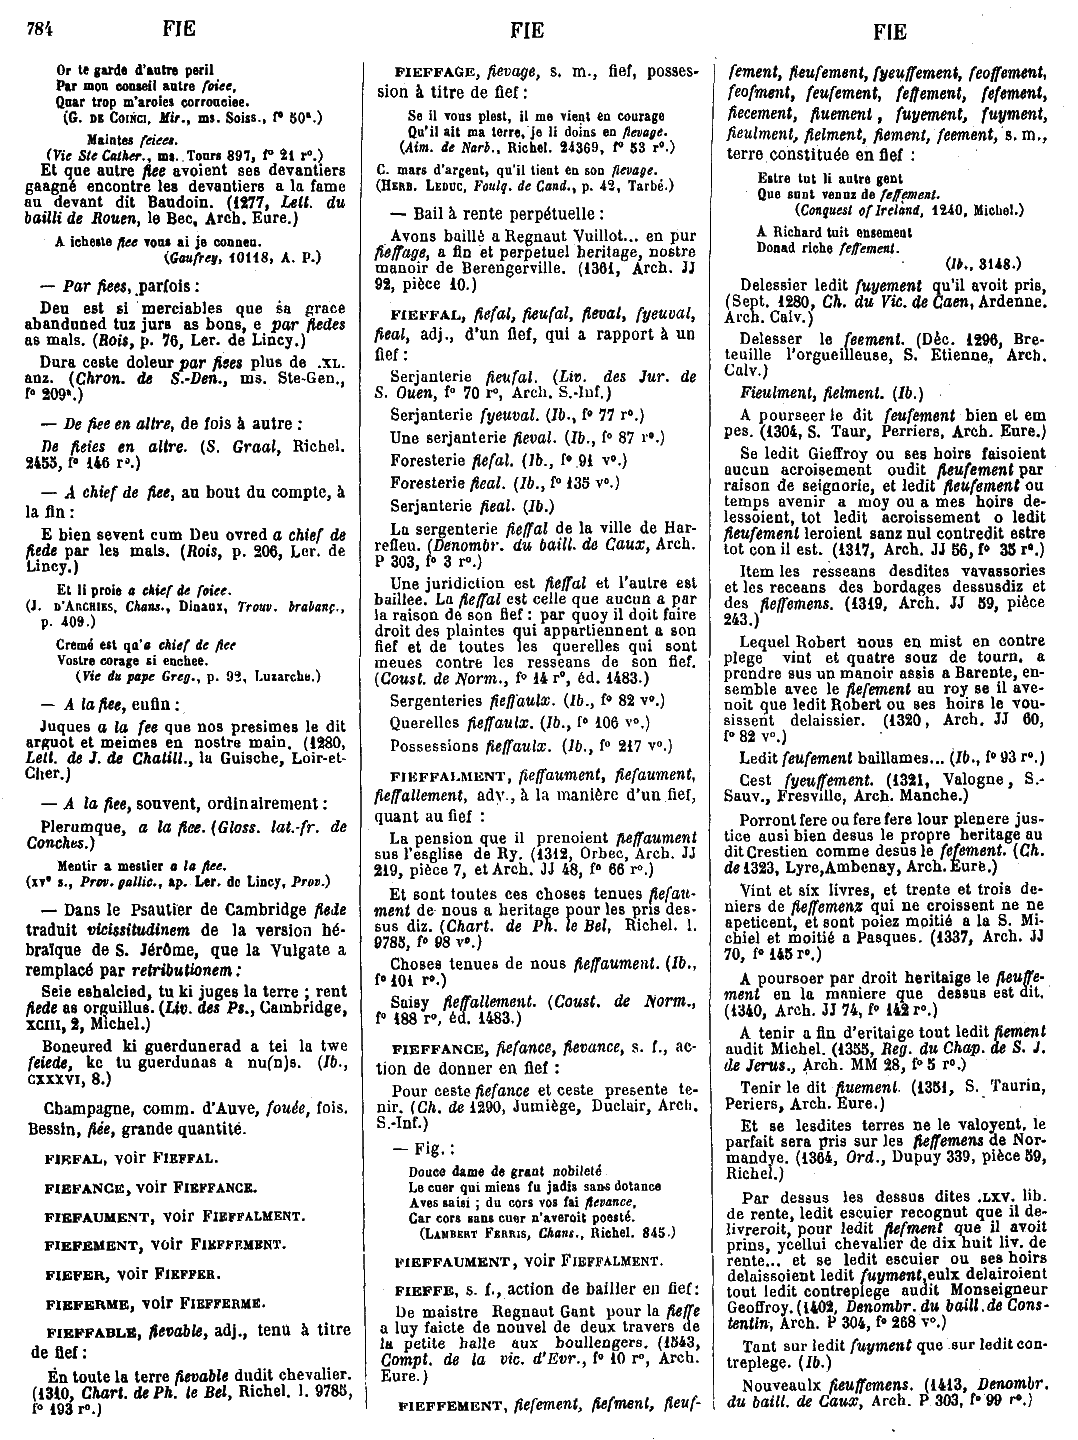 784 FIE FIE FIE
Or te garde d'autre peril
Par mon conseil autre foiee,
Quar trop m'aroies corrouciee.
(G. DE COINCI, Mir., ms. Soiss., f° 50ª.)
Maintes feices.
(Vie Ste Cather., ms. Tours 897, f° 21 r°.)
Et que autre fiee avoient ses devantiers
gaagné encontre les devantiers a la fame
au devant dit Baudoin. (1277, Lett. du
bailli de Rouen, le Bec, Arch. Eure.)
A icheste fiee vous ai je conneu.
(Gaufrey, 10118, A. P.)
— Par fiees, parfois :
Deu est si merciables que sa grace
abanduned tuz jurs as bons, e par fiedes
as mals. (Rois, p. 76, Ler. de Lincy.)
Dura ceste doleur par fiees plus de .XL.
anz. (Chron. de S.-Den., ms. Ste-Gen.,
f° 209ª.)
— De fiee en altre, de fois à autre :
De fieies en altre. (S. Graal, Richel.
2455, f° 146 r°.)
— A chief de fiee, au bout du compte, à
la fin :
E bien sevent cum Deu ovred a chief de
fiede par les mals. (Rois, p. 206, Ler. de
Lincy.)
Et li proie a chief de foiee.
(J. D'ARCHIES, Chans., Dinaux, Trouv. brabanç.,
p. 409.)
Cremé est qu'a chief de fiee
Vostre corage si enchee.
(Vie du pape Greg., p. 92, Luzarche.)
— A la fiee, enfin :
Juques a la fee que nos presimes le dit
arguot et meimes en nostre main. (1280,
Lett. de J. de Chatill., la Guische, Loir-et-
Cher.)
— A la fiee, souvent, ordinairement :
Plerumque, a la fiee. (Gloss. lat.-fr. de
Conches.)
Mentir a mestier a la fiee.
(XVᵉ s., Prov. gallic., ap. Ler. de Lincy, Prov.)
— Dans le Psautier de Cambridge fiede
traduit vicissitudinem de la version hé-
braïque de S. Jérôme, que la Vulgate a
remplacé par retributionem :
Seie eshalcied, tu ki juges la terre ; rent
fiede as orguillus. (Liv. des Ps., Cambridge,
XCIII, 2, Michel.)
Boneured ki guerdunerad a tei la twe
feiede, ke tu guerdunas a nu(n)s. (Ib.,
CXXXVI, 8.)
Champagne, comm. d'Auve, fouée, fois.
Bessin, fiée, grande quantité.
FIEFAL, voir FIEFFAL.
FIEFANCE, voir FIEFFANCE.
FIEFAUMENT, voir FIEFFALMENT.
FIEFEMENT, voir FIEFFEMENT.
FIEFER, voir FIEFFER.
FIEFERME, voir FIEFFERME.
FIEFFABLE, fievable, adj., tenu à titre
de fief :
En toute la terre fievable dudit chevalier.
(1310, Chart. de Ph. le Bel, Richel. l. 9785,
f° 193 r°.)
FIEFFAGE, fievage, s. m., fief, posses-
sion à titre de fief :
Se il vous plest, il me vient en courage
Qu'il ait ma terre, je li doins en fievage.
(Aim. de Narb., Richel. 24369, f° 53 r°.)
C. mars d'argent, qu'il tient en son fievage.
(HERB. LEDUC, Foulq. de Cand., p. 42, Tarbé.)
— Bail à rente perpétuelle :
Avons baillé a Regnaut Vuillot... en pur
fieffage, a fin et perpetuel heritage, nostre
manoir de Berengerville. (1361, Arch. JJ
92, pièce 10.)
FIEFFAL, fiefal, fieufal, fieval, fyeuval,
fieal, adj., d'un fief, qui a rapport à un
fief :
Serjanterie fieufal. (Liv. des Jur. de
S. Ouen, f° 70 r°, Arch. S.-Inf.)
Serjanterie fyeuval. (Ib., f° 77 r°.)
Une serjanterie fieval. (Ib., f° 87 r°.)
Foresterie fiefal. (Ib., f° 91 v°.)
Foresterie fieal. (Ib., f° 135 v°.)
Serjanterie fieal. (Ib.)
La sergenterie fieffal de la ville de Har-
refleu. (Denombr. du baill. de Caux, Arch.
P 303, f° 3 r°.)
Une juridiction est fieffal et l'autre est
baillee. La fieffal est celle que aucun a par
la raison de son fief : par quoy il doit faire
droit des plaintes qui appartiennent a son
fief et de toutes les querelles qui sont
meues contre les resseans de son fief.
(Coust. de Norm., f° 14 r°, éd. 1483.)
Sergenteries fieffaulx. (Ib., f° 82 v°.)
Querelles fieffaulx. (Ib., f° 106 v°.)
Possessions fieffaulx. (Ib., f° 217 v°.)
FIEFFALMENT, fieffaument, fiefaument,
fieffallement, adv., à la manière d'un fief,
quant au fief :
La pension que il prenoient fieffaument
sus l'esglise de Ry. (1312, Orbec, Arch. JJ
219, pièce 7, et Arch. JJ 48, f° 66 r°.)
Et sont toutes ces choses tenues fiefau-
ment de nous a heritage pour les pris des-
sus diz. (Chart. de Ph. le Bel, Richel. l.
9785, f° 98 v°.)
Choses tenues de nous fieffaument. (Ib.,
f° 101 r°.)
Saisy fieffallement. (Coust. de Norm.,
f° 188 r°, éd. 1483.)
FIEFFANCE, fiefance, fievance, s. f., ac-
tion de donner en fief :
Pour ceste fiefance et ceste presente te-
nir. (Ch. de 1290, Jumiège, Duclair, Arch.
S.-Inf.)
— Fig. :
Douce dame de grant nobileté
Le cuer qui miens fu jadis sans dotance
Aves saisi ; du cors vos fai fievance,
Car cors sans cuer n'averoit poesté.
(LAMBERT FERRIS, Chans., Richel. 845.)
FIEFFAUMENT, voir FIEFFALMENT.
FIEFFE, s. f., action de bailler en fief :
De maistre Regnaut Gant pour la fieffe
a luy faicte de nouvel de deux travers de
la petite halle aux boullengers. (1543,
Compt. de la vic. d'Evr., f° 10 r°, Arch.
Eure.)
FIEFFEMENT, fiefement, fiefment, fieuf-
fement, fieufement, fyeuffement, feoffement,
feofment, feufement, feffement, fefement,
fiecement, fiuement, fuyement, fuyment,
fieulment, fielment, fiement, feement, s. m.,
terre constituée en fief :
Estre tut li autre gent
Que sunt venuz de feffement.
(Conquest of Ireland, 1240, Michel.)
A Richard tuit ensement
Donad riche feffement.
(Ib., 3148.)
Delessier ledit fuyement qu'il avoit pris,
(Sept. 1280, Ch. du Vic. de Caen, Ardenne.
Arch. Calv.)
Delesser le feement. (Déc. 1296, Bre-
teuille l'orgueilleuse, S. Etienne, Arch.
Calv.)
Fieulment, fielment. (Ib.)
A pourseer le dit feufement bien et em
pes. (1304, S. Taur, Perriers, Arch. Eure.)
Se ledit Gieffroy ou ses hoirs faisoient
aucun acroisement oudit fieufement par
raison de seignorie, et ledit fieufement ou
temps avenir a moy ou a mes hoirs de-
lessoient, tot ledit acroissement o ledit
fieufement leroient sanz nul contredit estre
tot con il est. (1317, Arch. JJ 56, f° 35 r°.)
Item les resseans desdites vavassories
et les receans des bordages dessusdiz et
des fieffemens. (1319, Arch. JJ 59, pièce
243.)
Lequel Robert nous en mist en contre
plege vint et quatre souz de tourn. a
prendre sus un manoir assis a Barente, en-
semble avec le fiefement au roy se il ave-
noit que ledit Robert ou ses hoirs le vou-
sissent delaissier. (1320, Arch. JJ 60,
f° 82 v°.)
Ledit feufement baillames... (Ib., f° 93 r°.)
Cest fyeuffement. (1321, Valogne, S.-
Sauv., Fresville, Arch. Manche.)
Porront fere ou fere fere lour plenere jus-
tice ausi bien desus le propre heritage au
dit Crestien comme desus le fefement. (Ch.
de 1323, Lyre, Ambenay, Arch. Eure.)
Vint et six livres, et trente et trois de-
niers de fieffemenz qui ne croissent ne ne
apeticent, et sont poiez moitié a la S. Mi-
chiel et moitié a Pasques. (1337, Arch. JJ
70, f° 145 r°.)
A poursoer par droit heritaige le fieuffe-
ment en la maniere que dessus est dit.
(1340, Arch. JJ 74, f° 142 r°.)
A tenir a fin d'eritaige tout ledit fiement
audit Michel. (1355, Reg. du Chap. de S. J.
de Jerus., Arch. MM 28, f° 5 r°.)
Tenir le dit fiuement. (1351, S. Taurin,
Periers, Arch. Eure.)
Et se lesdites terres ne le valoyent, le
parfait sera pris sur les fieffemens de Nor-
mandye. (1364, Ord., Dupuy 339, pièce 59,
Richel.)
Par dessus les dessus dites .LXV. lib.
de rente, ledit escuier recognut que il de-
livreroit, pour ledit fiefment que il avoit
prins, ycellui chevalier de dix huit liv. de
rente... et se ledit escuier ou ses hoirs
delaissoient ledit fuyment, eulx delairoient
tout ledit contreplege audit Monseigneur
Geoffroy. (1402, Denombr. du baill. de Cons-
tentin, Arch. P 304, f° 268 v°.)
Tant sur ledit fuyment que sur ledit con-
treplege. (Ib.)
Nouveaulx fieuffemens. (1413, Denombr.
du baill. de Caux, Arch. P 303, f° 99 r°.)